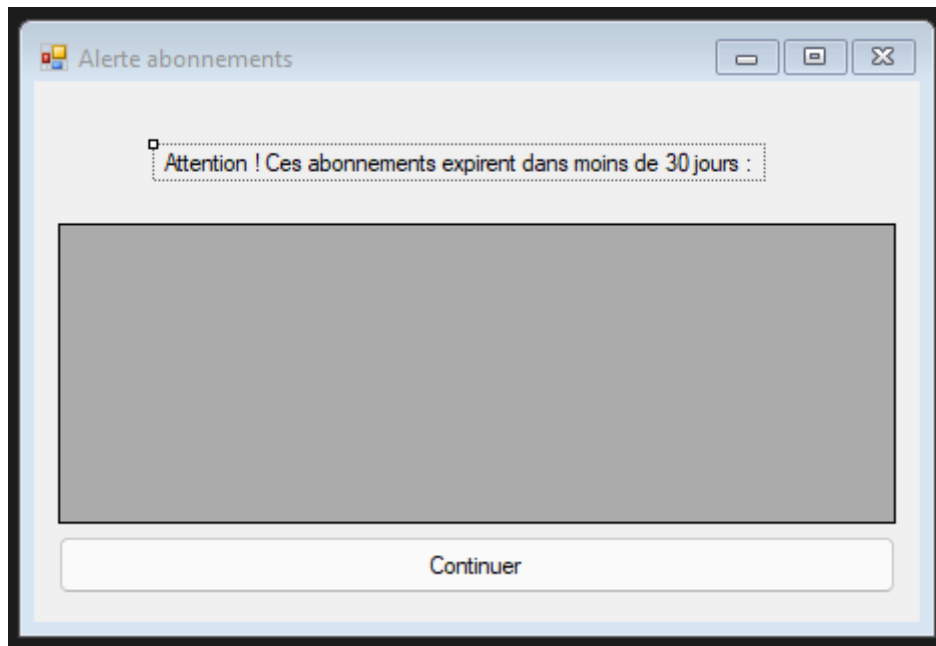 Alerte abonnements
Attention ! Ces abonnements expirent dans moins de 30 jours :
Continuer